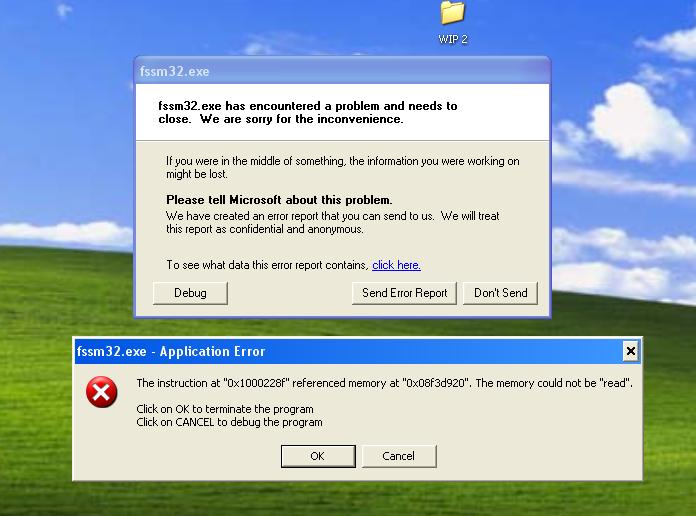 WIP 2
fssm32.exe
fssm32.exe has encountered a problem and needs to
close. We are sorry for the inconvenience.
If you were in the middle of something, the information you were working on
might be lost.
Please tell Microsoft about this problem.
We have created an error report that you can send to us. We will treat
this report as confidential and anonymous.
To see what data this error report contains, click here.
Debug Send Error Report Don't Send
fssm32.exe - Application Error
The instruction at "0x1000228f" referenced memory at "0x08f3d920". The memory could not be "read".
Click on OK to terminate the program
Click on CANCEL to debug the program
OK Cancel